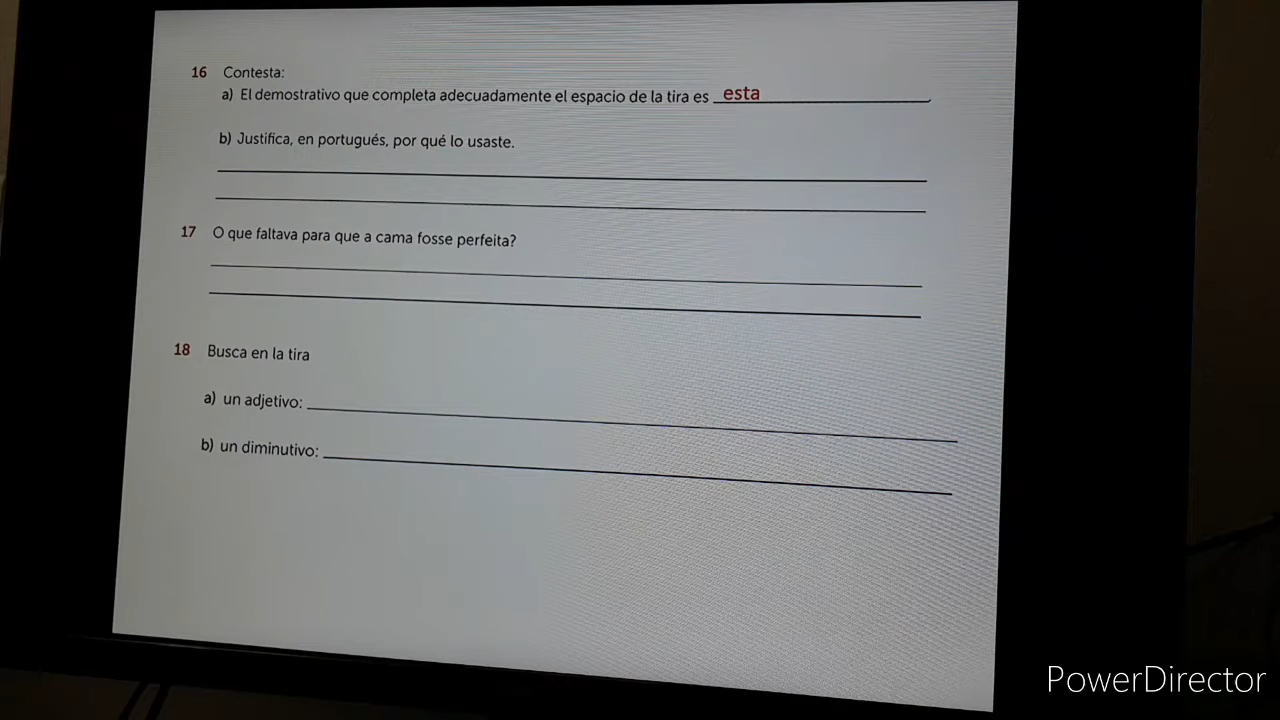 16 Contesta:
a) El demostrativo que completa adecuadamente el espacio de la tira es esta.
b) Justifica, en portugués, por qué lo usaste.
17 O que faltava para que a cama fosse perfeita?
18 Busca en la tira
a) un adjetivo:
b) un diminutivo:
PowerDirector